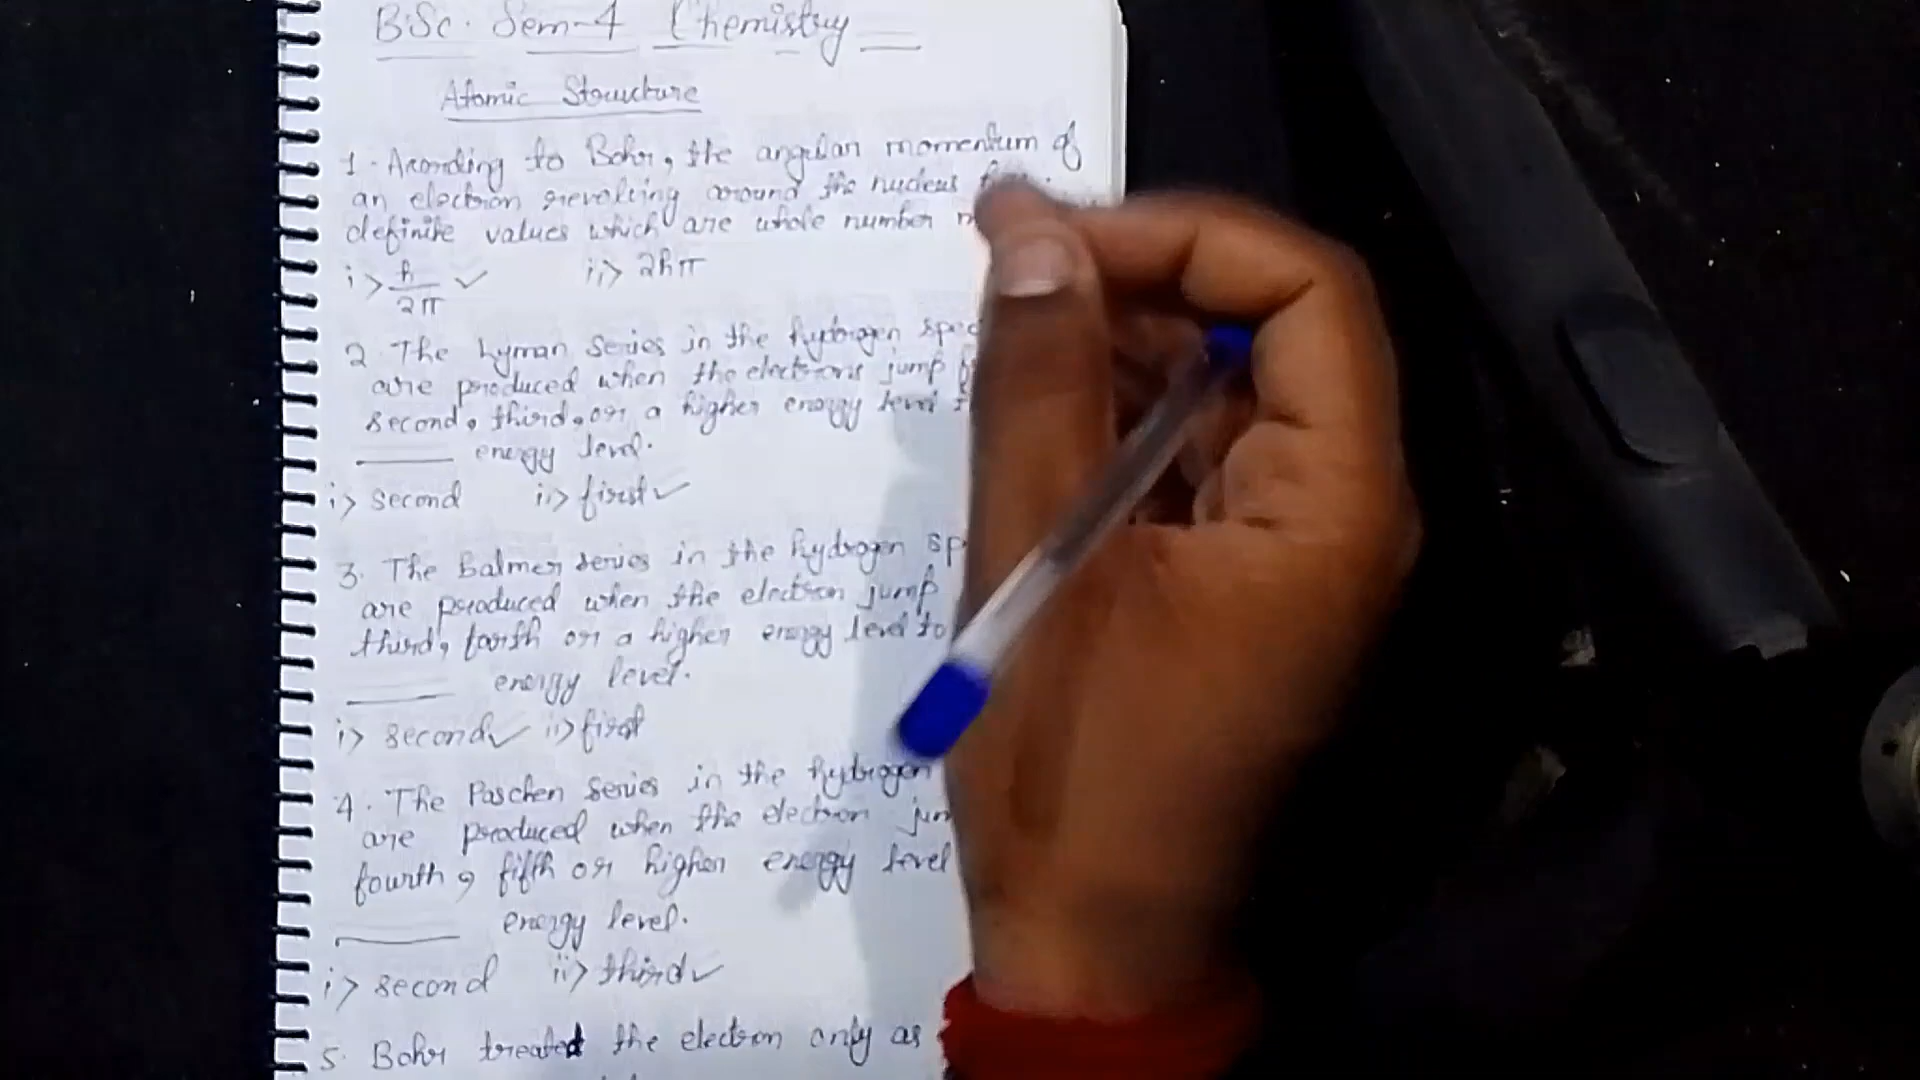 BSc. Sem-4 Chemistry
Atomic Structure
1. According to Bohr, the angular momentum of
an electron revolving around the nucleus
definite values which are whole number
i> h/2π ✓ ii> 2hπ
2. The Lyman series in the hydrogen
are produced when the electrons jump
second, third, or a higher energy level
_____ energy level.
i> second ii> first ✓
3. The Balmer series in the hydrogen
are produced when the electron jump
third, forth or a higher energy level to
_____ energy level.
i> second ✓ ii> first
4. The Paschen series in the hydrogen
are produced when the electron
fourth, fifth or higher energy level
_____ energy level.
i> second ii> third ✓
5. Bohr treated the electron only as